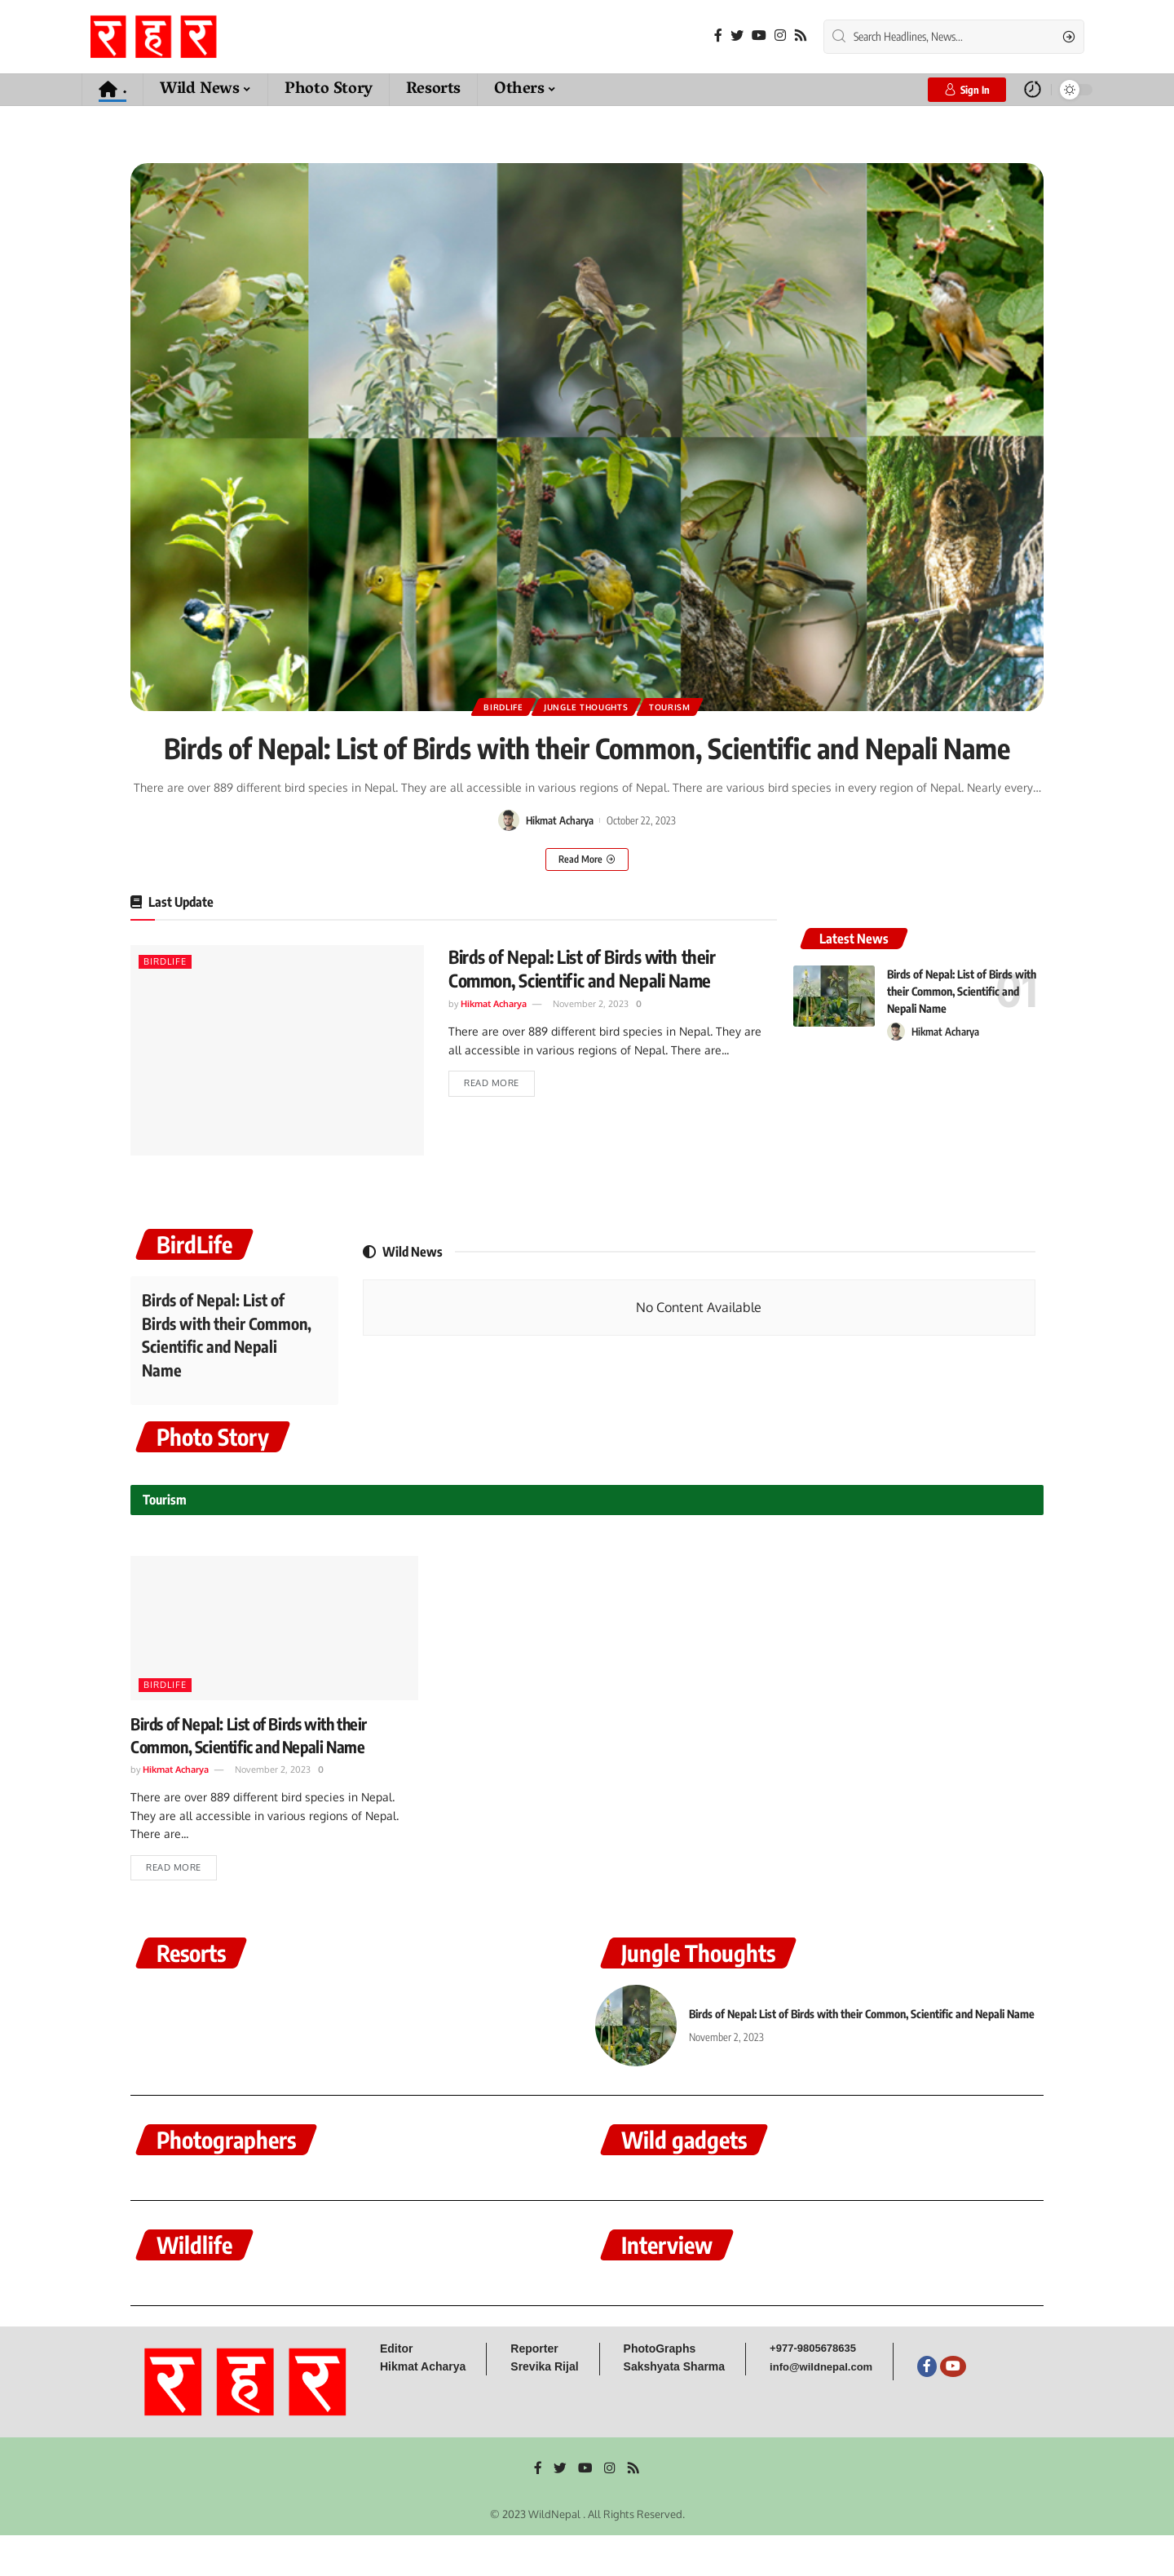 र ह र
Search Headlines, News...
.
Wild News
Photo Story
Resorts
Others
Sign In
BIRDLIFE
JUNGLE THOUGHTS
TOURISM
Birds of Nepal: List of Birds with their Common, Scientific and Nepali Name
There are over 889 different bird species in Nepal. They are all accessible in various regions of Nepal. There are various bird species in every region of Nepal. Nearly every...
Hikmat Acharya
October 22, 2023
Read More
Last Update
BIRDLIFE
Birds of Nepal: List of Birds with their
Common, Scientific and Nepali Name
by Hikmat Acharya — November 2, 2023 0
There are over 889 different bird species in Nepal. They are
all accessible in various regions of Nepal. There are...
READ MORE
Latest News
Birds of Nepal: List of Birds with
their Common, Scientific and
Nepali Name
01
Hikmat Acharya
BirdLife
Birds of Nepal: List of
Birds with their Common,
Scientific and Nepali
Name
Wild News
No Content Available
Photo Story
Tourism
BIRDLIFE
Birds of Nepal: List of Birds with their
Common, Scientific and Nepali Name
by Hikmat Acharya — November 2, 2023 0
There are over 889 different bird species in Nepal.
They are all accessible in various regions of Nepal.
There are...
READ MORE
Resorts
Jungle Thoughts
Birds of Nepal: List of Birds with their Common, Scientific and Nepali Name
November 2, 2023
Photographers
Wild gadgets
Wildlife
Interview
र ह र
Editor
Hikmat Acharya
Reporter
Srevika Rijal
PhotoGraphs
Sakshyata Sharma
+977-9805678635
info@wildnepal.com
© 2023 WildNepal . All Rights Reserved.